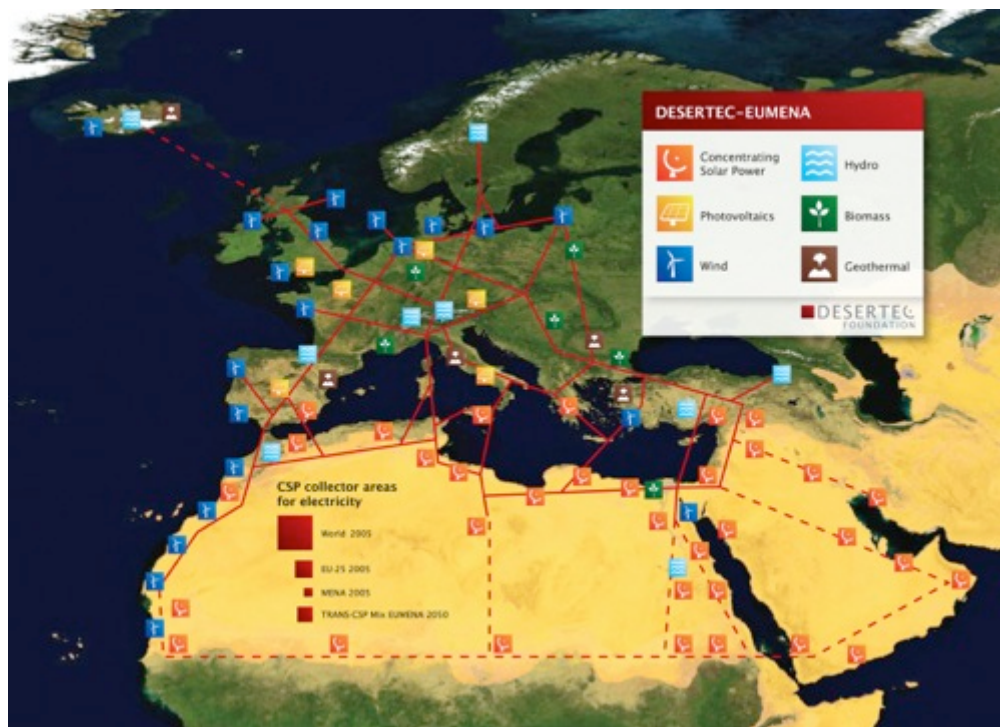 DESERTEC-EUMENA
Concentrating
Solar Power
Hydro
Photovoltaics
Biomass
Wind
Geothermal
DESERTEC
FOUNDATION
CSP collector areas
for electricity
World 2005
EU-25 2005
MENA 2005
TRANS-CSP Mix EUMENA 2050